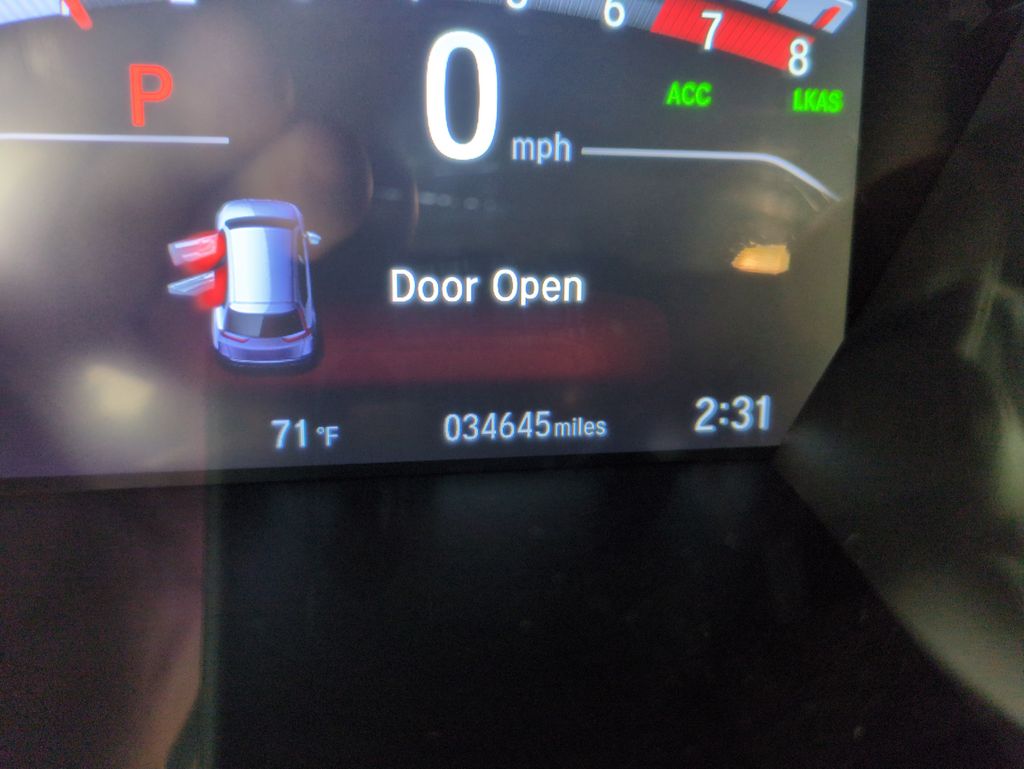 6 7 8
P
0 mph
ACC
LKAS
Door Open
71 °F
034645 miles
2:31